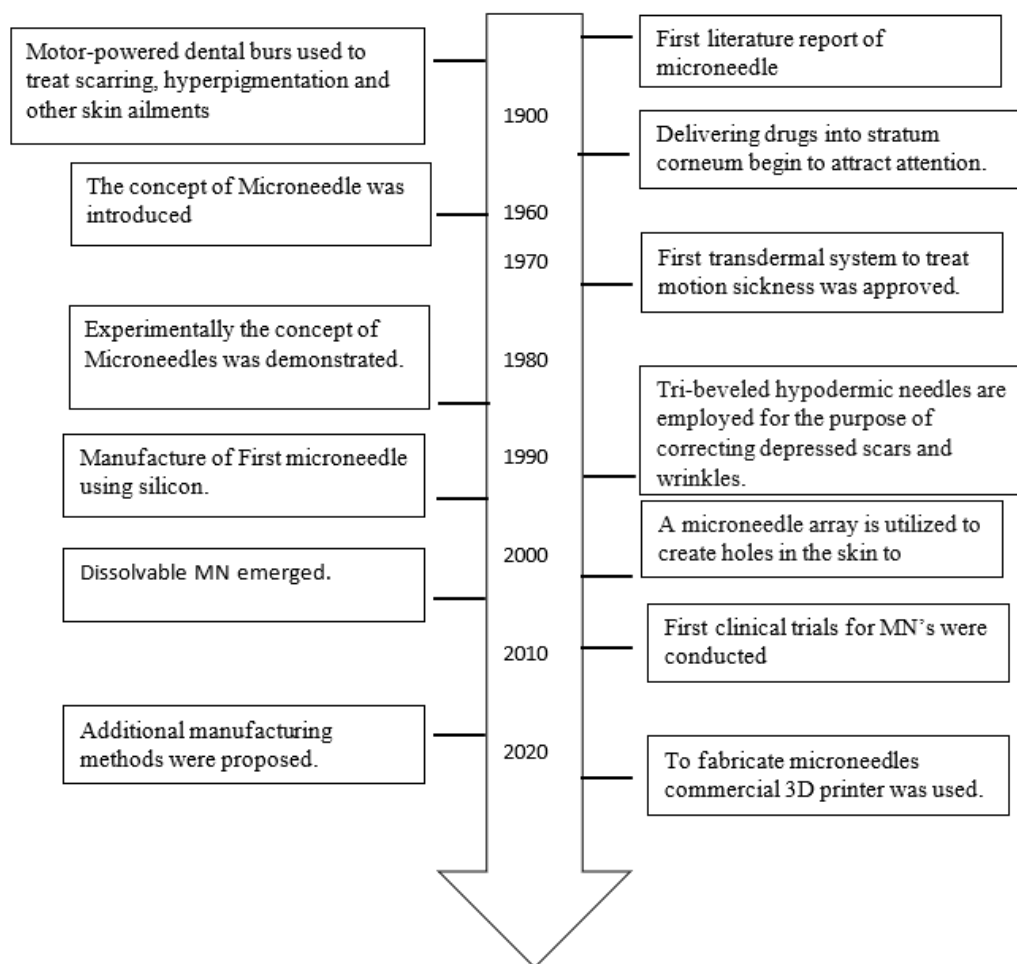 Motor-powered dental burs used to
treat scarring, hyperpigmentation and
other skin ailments
First literature report of
microneedle
1900
Delivering drugs into stratum
corneum begin to attract attention.
The concept of Microneedle was
introduced
1960
1970
First transdermal system to treat
motion sickness was approved.
Experimentally the concept of
Microneedles was demonstrated.
1980
Tri-beveled hypodermic needles are
employed for the purpose of
correcting depressed scars and
wrinkles.
Manufacture of First microneedle
using silicon.
1990
A microneedle array is utilized to
create holes in the skin to
2000
Dissolvable MN emerged.
First clinical trials for MN's were
conducted
2010
Additional manufacturing
methods were proposed.
2020
To fabricate microneedles
commercial 3D printer was used.